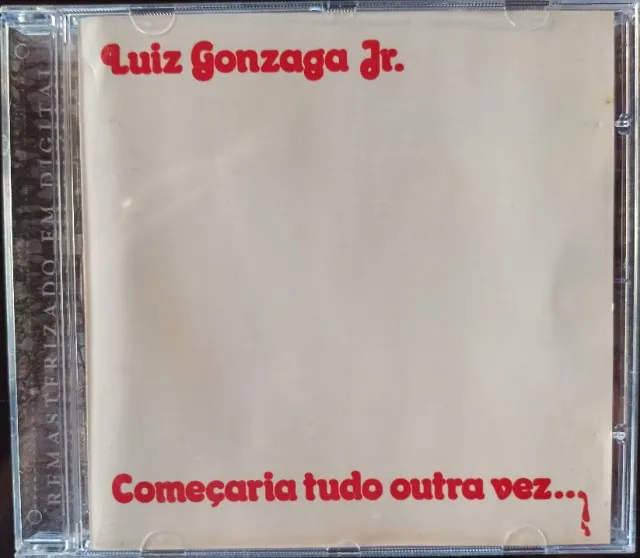 Luiz Gonzaga Jr.
Começaria tudo outra vez...
REMASTERIZADO EM DIGITAL